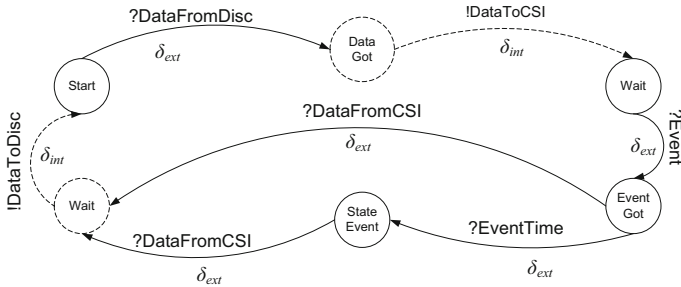 ?DataFromDisc
δext
Start
Data
Got
!DataToCSI
δint
Wait
?Event
δext
Event
Got
?DataFromCSI
δext
?EventTime
δext
State
Event
?DataFromCSI
δext
Wait
!DataToDisc
δint